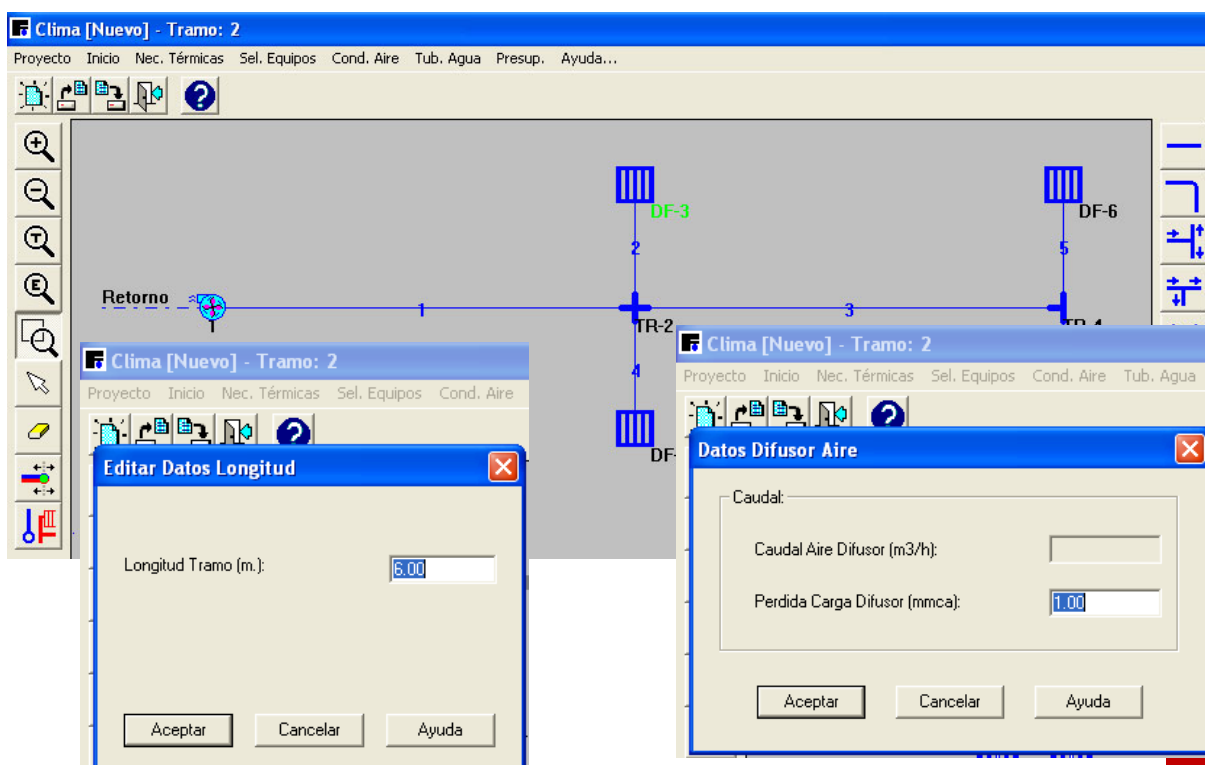 Clima [Nuevo] - Tramo: 2
Proyecto Inicio Nec. Térmicas Sel. Equipos Cond. Aire Tub. Agua Presup. Ayuda...
T
E
DF-3
DF-6
2
5
Retorno
1
1
3
TR-2
4
Clima [Nuevo] - Tramo: 2
Proyecto Inicio Nec. Térmicas Sel. Equipos Cond. Aire
Editar Datos Longitud
Longitud Tramo (m.): 6.00
Aceptar Cancelar Ayuda
Clima [Nuevo] - Tramo: 2
Proyecto Inicio Nec. Térmicas Sel. Equipos Cond. Aire Tub. Agua
Datos Difusor Aire
Caudal:
Caudal Aire Difusor (m3/h):
Perdida Carga Difusor (mmca): 1.00
Aceptar Cancelar Ayuda